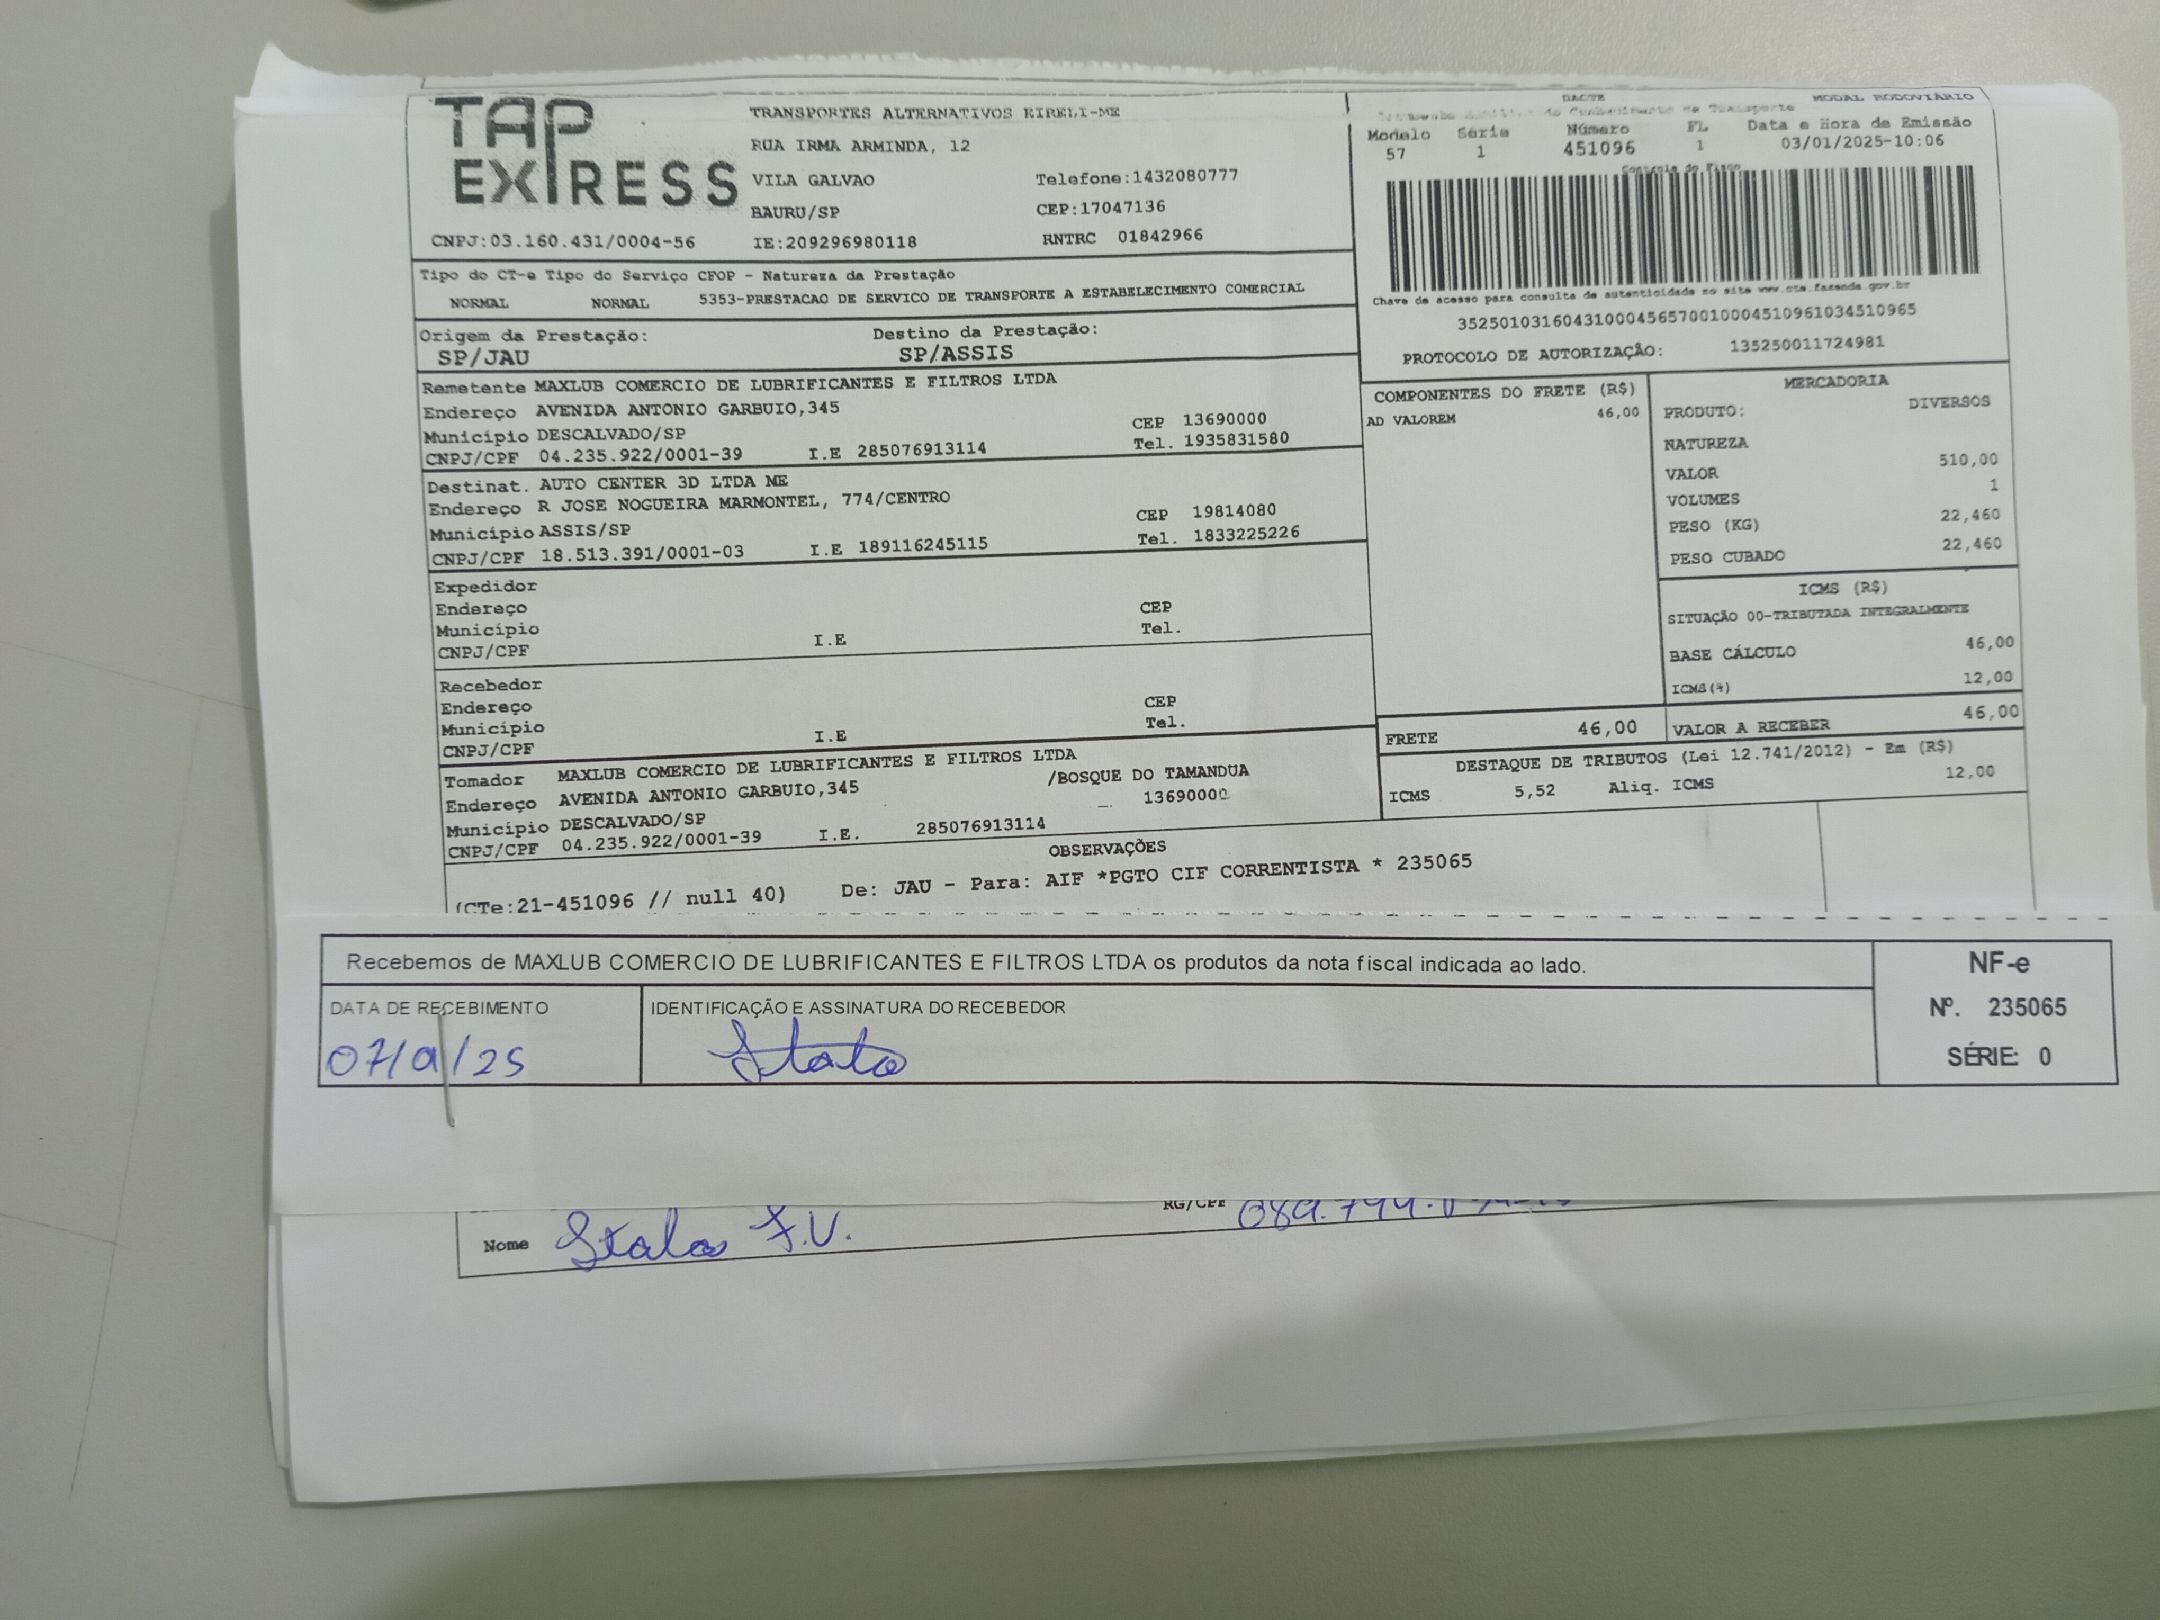 TAP EXPRESS
TRANSPORTES ALTERNATIVOS EIRELI-ME
RUA IRMA ARMINDA, 12
VILA GALVAO Telefone:1432080777
BAURU/SP CEP:17047136
CNPJ:03.160.431/0004-56 IE:209296980118 RNTRC 01842966
DACTE MODAL RODOVIÁRIO
Conhecimento de Transporte
Modelo Série Número FL Data e Hora de Emissão
57 1 451096 1 03/01/2025-10:06
Controle do Fisco
Chave de acesso para consulta de autenticidade no site www.cte.fazenda.gov.br
35250103160431000456570010004510961034510965
PROTOCOLO DE AUTORIZAÇÃO: 135250011724981
Tipo do CT-e Tipo do Serviço CFOP - Natureza da Prestação
NORMAL NORMAL 5353-PRESTACAO DE SERVICO DE TRANSPORTE A ESTABELECIMENTO COMERCIAL
Origem da Prestação: Destino da Prestação:
SP/JAU SP/ASSIS
Remetente MAXLUB COMERCIO DE LUBRIFICANTES E FILTROS LTDA
Endereço AVENIDA ANTONIO GARBUIO,345 CEP 13690000
Município DESCALVADO/SP Tel. 1935831580
CNPJ/CPF 04.235.922/0001-39 I.E 285076913114
Destinat. AUTO CENTER 3D LTDA ME
Endereço R JOSE NOGUEIRA MARMONTEL, 774/CENTRO
Município ASSIS/SP CEP 19814080
CNPJ/CPF 18.513.391/0001-03 I.E 189116245115 Tel. 1833225226
Expedidor
Endereço CEP
Município Tel.
CNPJ/CPF I.E
Recebedor
Endereço CEP
Município Tel.
CNPJ/CPF I.E
Tomador MAXLUB COMERCIO DE LUBRIFICANTES E FILTROS LTDA
Endereço AVENIDA ANTONIO GARBUIO,345 /BOSQUE DO TAMANDUA
Município DESCALVADO/SP 13690000
CNPJ/CPF 04.235.922/0001-39 I.E. 285076913114
COMPONENTES DO FRETE (R$)
AD VALOREM 46,00
MERCADORIA
PRODUTO: DIVERSOS
NATUREZA
VALOR 510,00
VOLUMES 1
PESO (KG) 22,460
PESO CUBADO 22,460
ICMS (R$)
SITUAÇÃO 00-TRIBUTADA INTEGRALMENTE
BASE CÁLCULO 46,00
ICMS(%) 12,00
FRETE 46,00 VALOR A RECEBER 46,00
DESTAQUE DE TRIBUTOS (Lei 12.741/2012) - Em (R$)
ICMS 5,52 Aliq. ICMS 12,00
OBSERVAÇÕES
(CTe:21-451096 // null 40) De: JAU - Para: AIF *PGTO CIF CORRENTISTA * 235065
Recebemos de MAXLUB COMERCIO DE LUBRIFICANTES E FILTROS LTDA os produtos da nota fiscal indicada ao lado.
DATA DE RECEBIMENTO IDENTIFICAÇÃO E ASSINATURA DO RECEBEDOR
NF-e
Nº. 235065
SÉRIE: 0
RG/CPF 089.744.
Nome